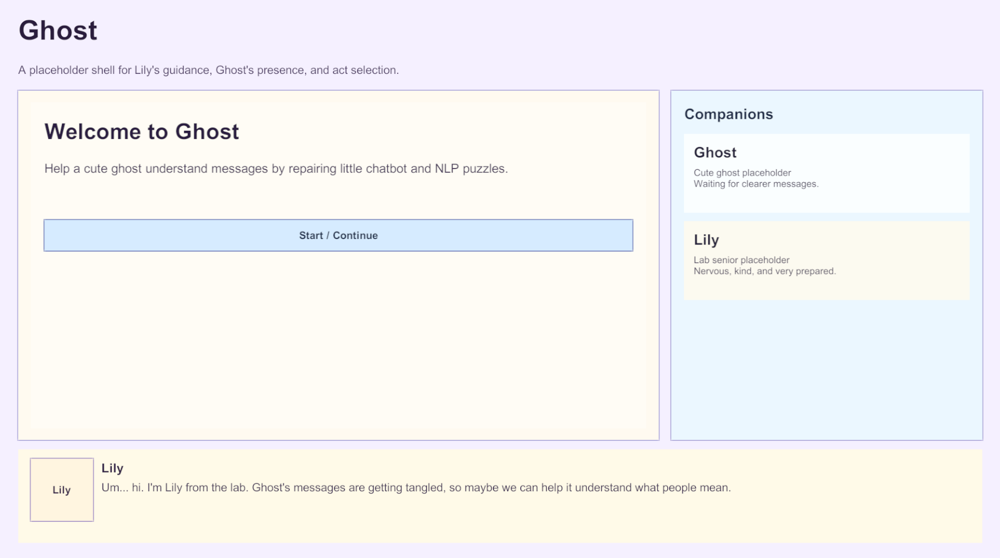 Ghost
A placeholder shell for Lily's guidance, Ghost's presence, and act selection.
Welcome to Ghost
Help a cute ghost understand messages by repairing little chatbot and NLP puzzles.
Start / Continue
Companions
Ghost
Cute ghost placeholder
Waiting for clearer messages.
Lily
Lab senior placeholder
Nervous, kind, and very prepared.
Lily
Lily
Um... hi. I'm Lily from the lab. Ghost's messages are getting tangled, so maybe we can help it understand what people mean.